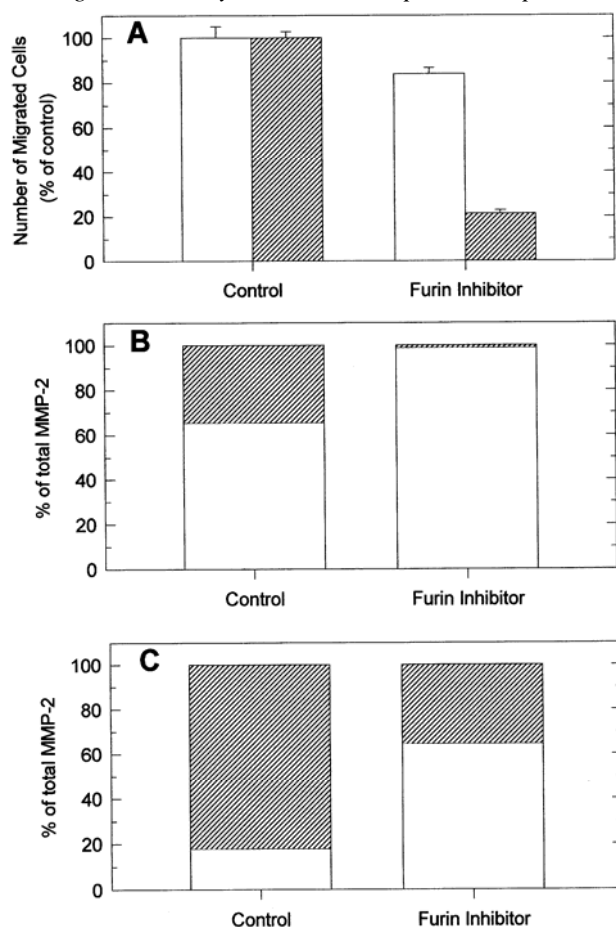 A
Number of Migrated Cells
(% of control)
100
80
60
40
20
0
Control
Furin Inhibitor
B
% of total MMP-2
100
80
60
40
20
0
Control
Furin Inhibitor
C
% of total MMP-2
100
80
60
40
20
0
Control
Furin Inhibitor